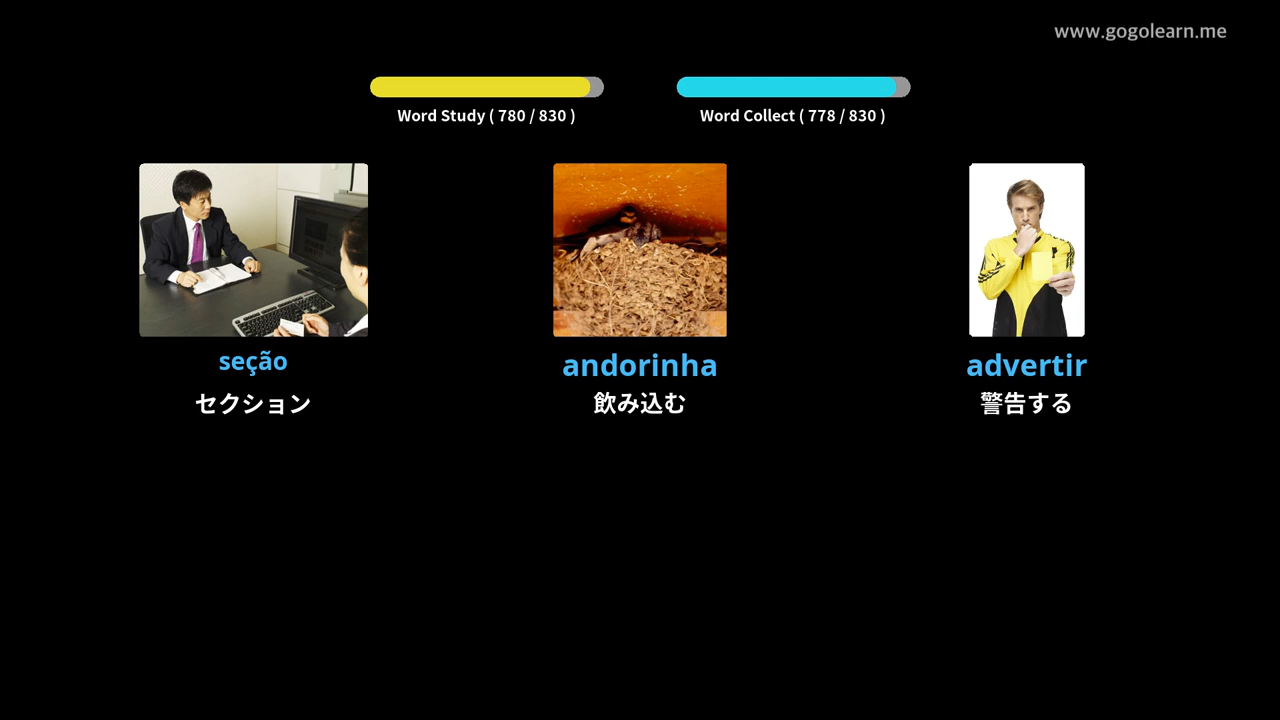 www.gogolearn.me
Word Study ( 780 / 830 )
Word Collect ( 778 / 830 )
seção
andorinha
advertir
セクション
飲み込む
警告する